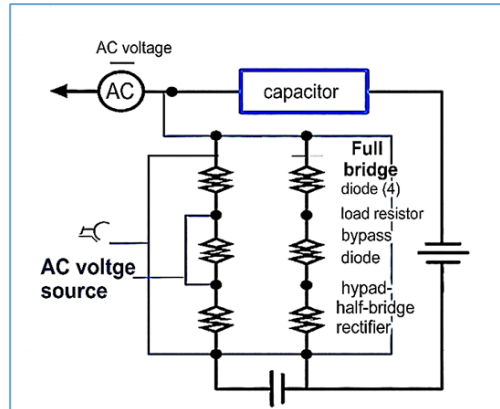 AC voltage
AC
capacitor
Full
bridge
diode (4)
load resistor
bypass
diode
hypad-
half-bridge
rectifier
AC voltge
source